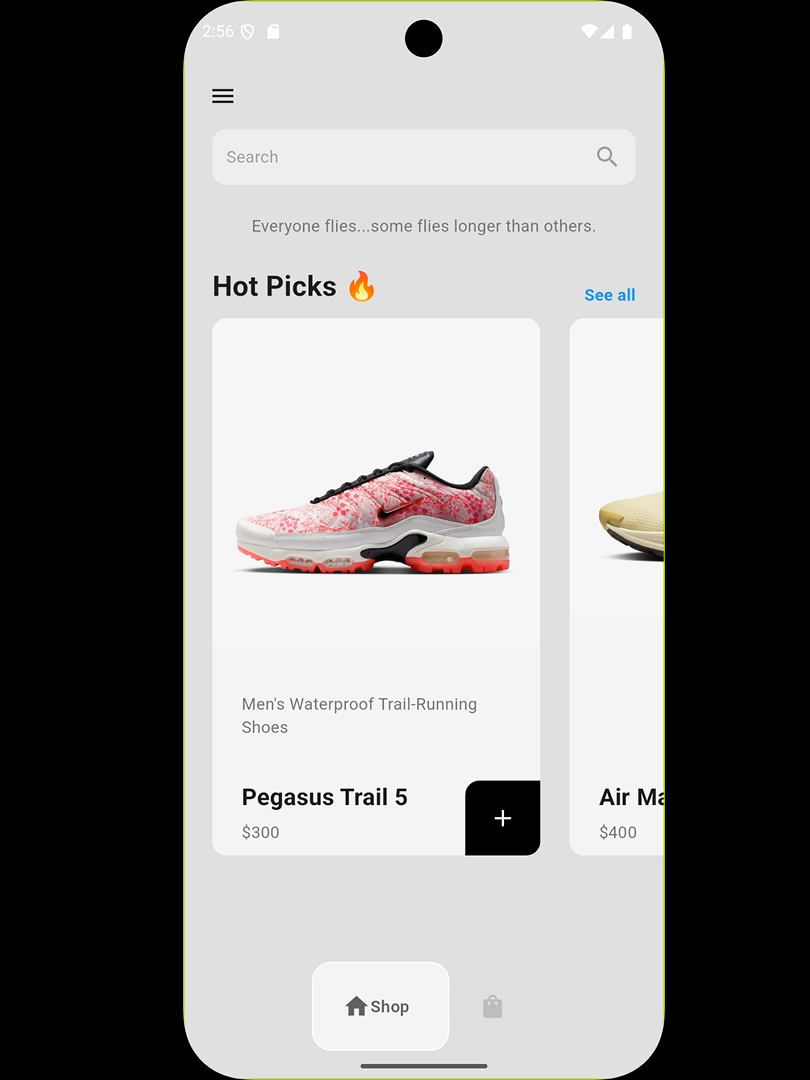 2:56
Search
Everyone flies...some flies longer than others.
Hot Picks 🔥
See all
Men's Waterproof Trail-Running
Shoes
Pegasus Trail 5
$300
+
Air Ma
$400
Shop